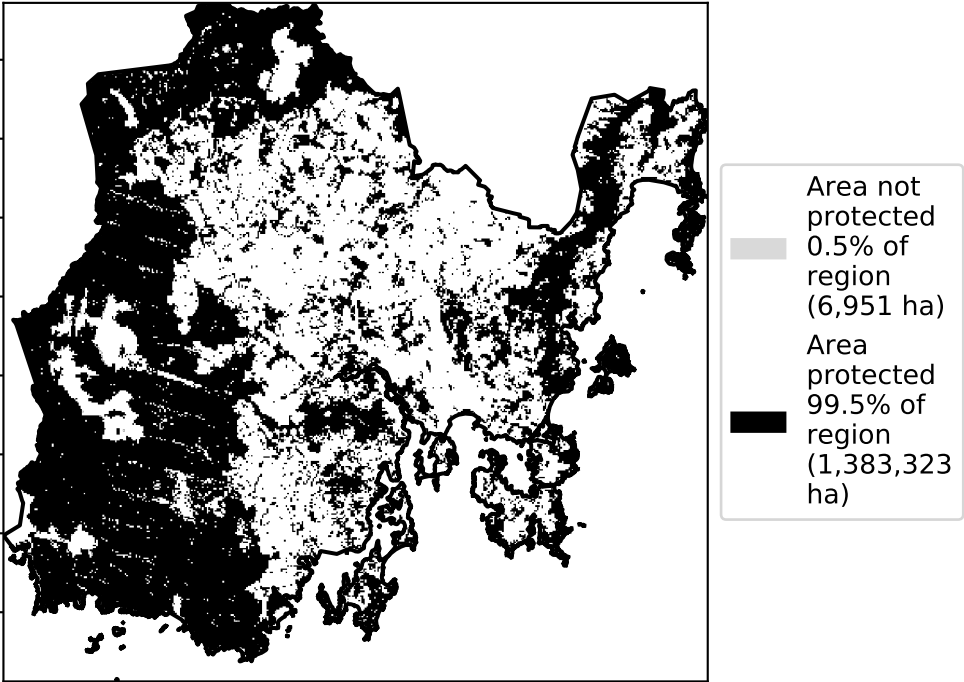 Area not
protected
0.5% of
region
(6,951 ha)
Area
protected
99.5% of
region
(1,383,323
ha)